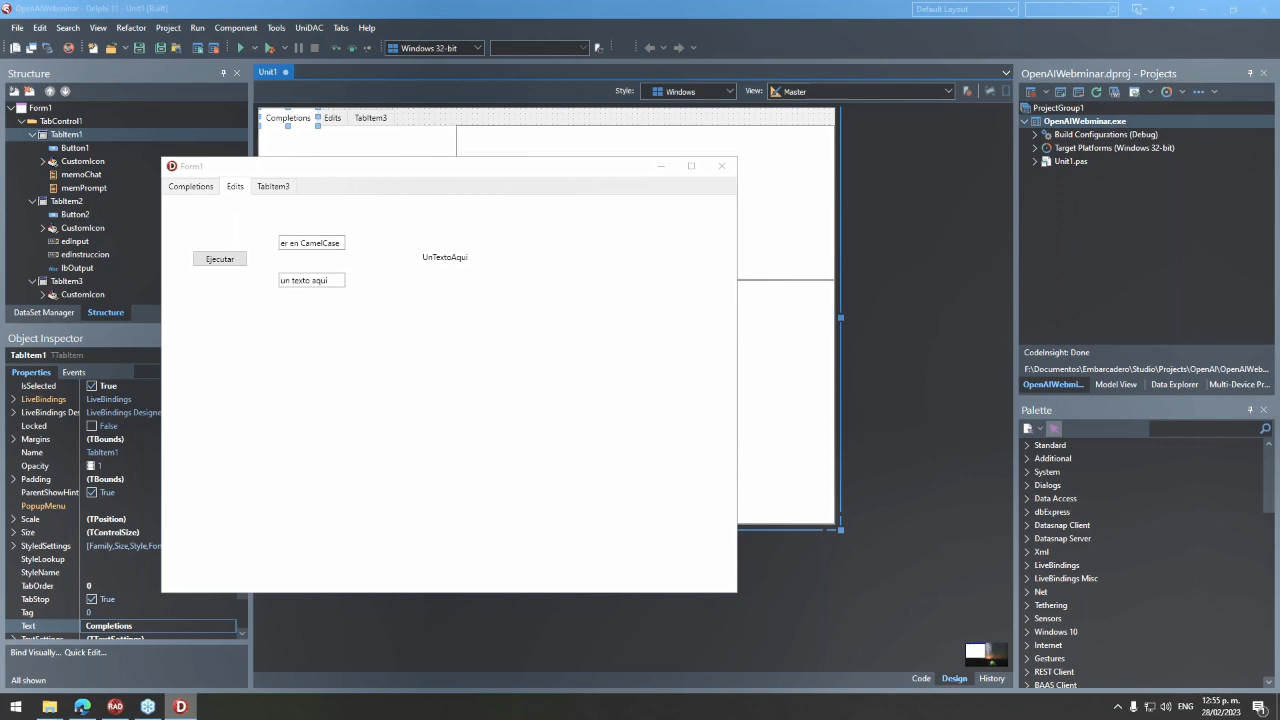 OpenAIWebminar - Delphi 11 - Unit1 [Built]
Default Layout
File Edit Search View Refactor Project Run Component Tools UniDAC Tabs Help
Windows 32-bit
Structure
Unit1
OpenAIWebminar.dproj - Projects
Style: Windows View: Master
Form1
TabControl1
TabItem1
Button1
CustomIcon
memoChat
memPrompt
TabItem2
Button2
CustomIcon
edInput
edInstruccion
lbOutput
TabItem3
CustomIcon
DataSet Manager Structure
Completions Edits TabItem3
Form1
Completions Edits TabItem3
er en CamelCase
Ejecutar
UnTextoAqui
un texto aqui
ProjectGroup1
OpenAIWebminar.exe
Build Configurations (Debug)
Target Platforms (Windows 32-bit)
Unit1.pas
CodeInsight: Done
F:\Documentos\Embarcadero\Studio\Projects\OpenAI\OpenAIWeb...
OpenAIWebmi... Model View Data Explorer Multi-Device Pr...
Object Inspector
TabItem1 TTabItem
Properties Events
IsSelected True
LiveBindings LiveBindings
LiveBindings Des LiveBindings Designe
Locked False
Margins (TBounds)
Name TabItem1
Opacity 1
Padding (TBounds)
ParentShowHint True
PopupMenu
Scale (TPosition)
Size (TControlSize)
StyledSettings [Family,Size,Style,Fon
StyleLookup
StyleName
TabOrder 0
TabStop True
Tag 0
Text Completions
TextSettings (TTextSettings)
Bind Visually... Quick Edit...
All shown
Palette
Standard
Additional
System
Dialogs
Data Access
dbExpress
Datasnap Client
Datasnap Server
Xml
LiveBindings
LiveBindings Misc
Net
Tethering
Sensors
Windows 10
Internet
Gestures
REST Client
BAAS Client
Code Design History
RAD
D
ENG
12:55 p. m.
28/02/2023